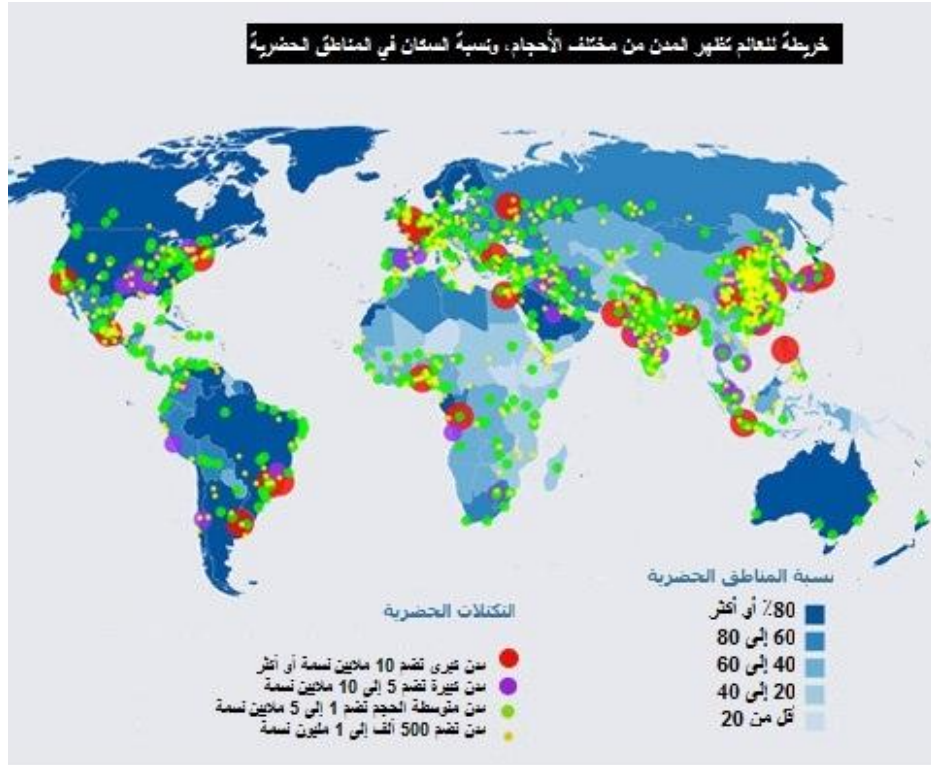 خريطة للعالم تظهر المدن من مختلف الأحجام، ونسبة السكان في المناطق الحضرية
نسبة المناطق الحضرية
80٪ أو أكثر
60 إلى 80
40 إلى 60
20 إلى 40
أقل من 20
التكتلات الحضرية
مدن كبرى تضم 10 ملايين نسمة أو أكثر
مدن كبيرة تضم 5 إلى 10 ملايين نسمة
مدن متوسطة الحجم تضم 1 إلى 5 ملايين نسمة
مدن تضم 500 ألف إلى 1 مليون نسمة